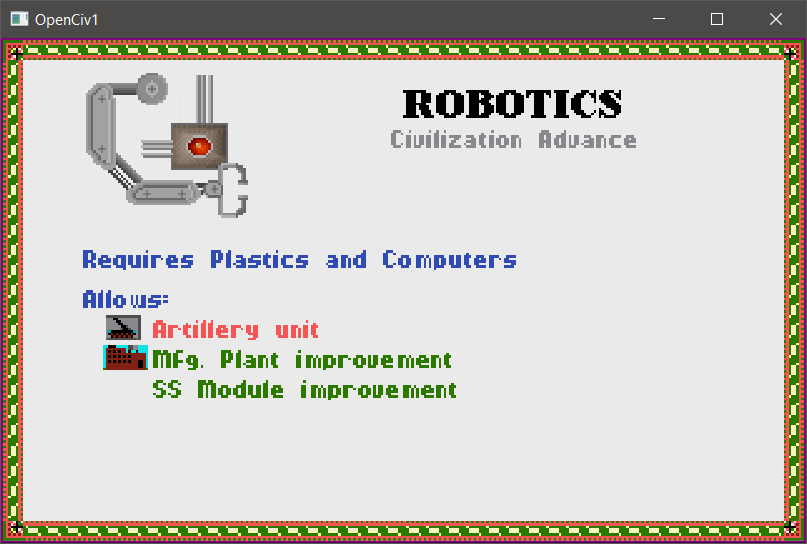 OpenCiv1
ROBOTICS
Civilization Advance
Requires Plastics and Computers
Allows:
Artillery unit
Mfg. Plant improvement
SS Module improvement